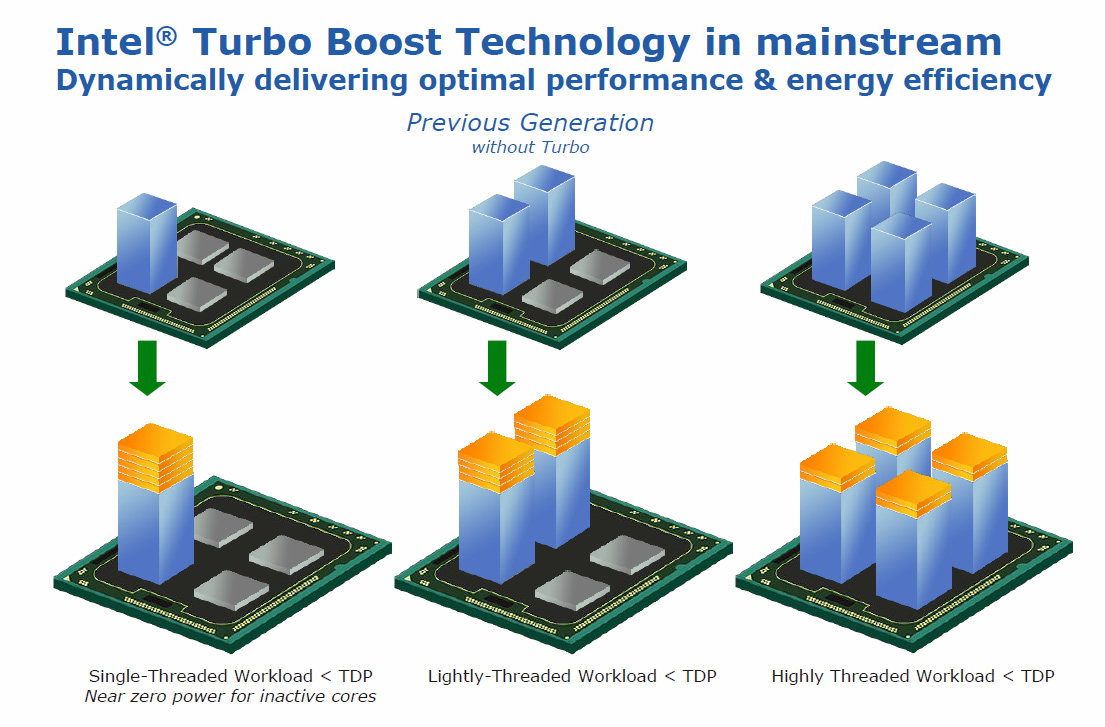 Intel® Turbo Boost Technology in mainstream
Dynamically delivering optimal performance & energy efficiency
Previous Generation
without Turbo
Single-Threaded Workload < TDP
Near zero power for inactive cores
Lightly-Threaded Workload < TDP
Highly Threaded Workload < TDP